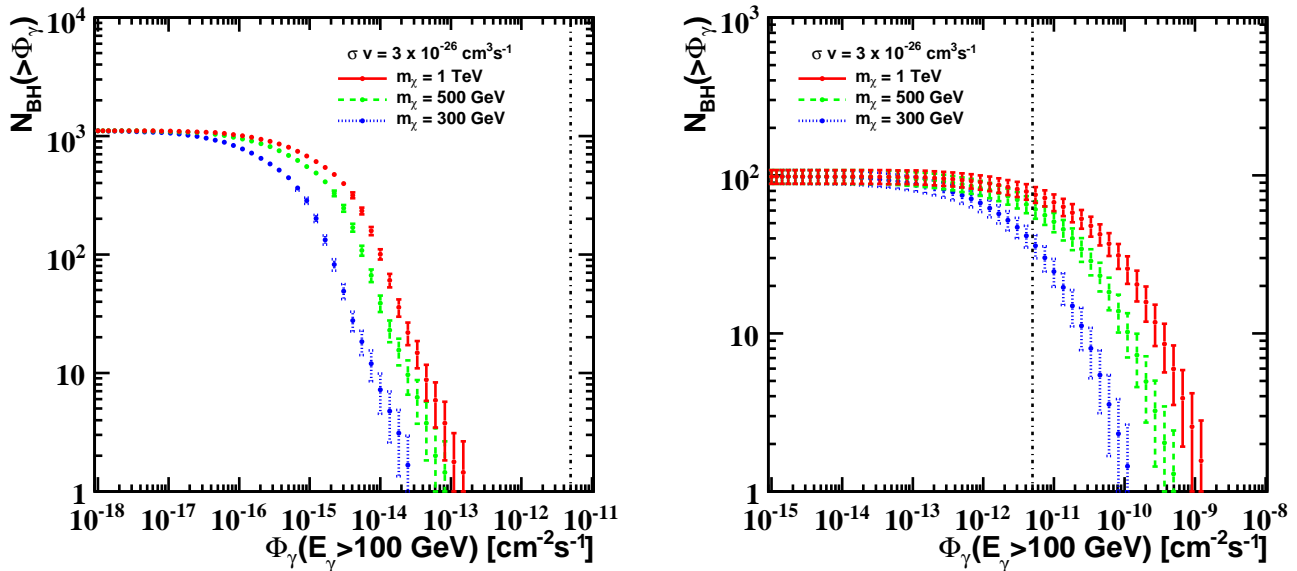 N_BH(>Φ_γ)
10^4
10^3
10^2
10
1
σ v = 3 x 10^-26 cm^3s^-1
m_χ = 1 TeV
m_χ = 500 GeV
m_χ = 300 GeV
10^-18 10^-17 10^-16 10^-15 10^-14 10^-13 10^-12 10^-11
Φ_γ(E_γ>100 GeV) [cm^-2s^-1]
N_BH(>Φ_γ)
10^3
10^2
10
1
σ v = 3 x 10^-26 cm^3s^-1
m_χ = 1 TeV
m_χ = 500 GeV
m_χ = 300 GeV
10^-15 10^-14 10^-13 10^-12 10^-11 10^-10 10^-9 10^-8
Φ_γ(E_γ>100 GeV) [cm^-2s^-1]